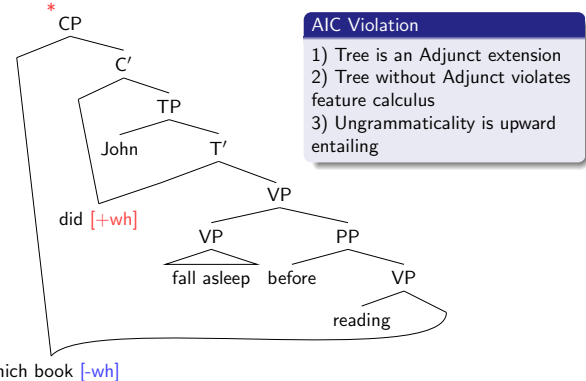 *
CP
C′
TP
John T′
VP
did [+wh]
VP PP
fall asleep before VP
reading
hich book [-wh]
AIC Violation
1) Tree is an Adjunct extension
2) Tree without Adjunct violates
feature calculus
3) Ungrammaticality is upward
entailing